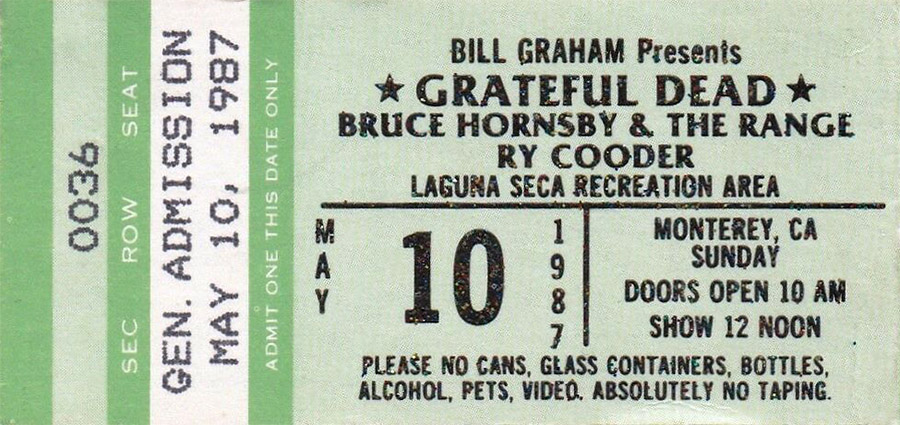 0036
SEC ROW SEAT
GEN. ADMISSION
MAY 10, 1987
ADMIT ONE THIS DATE ONLY
BILL GRAHAM Presents
★ GRATEFUL DEAD ★
BRUCE HORNSBY & THE RANGE
RY COODER
LAGUNA SECA RECREATION AREA
MAY
10
1987
MONTEREY, CA
SUNDAY
DOORS OPEN 10 AM
SHOW 12 NOON
PLEASE NO CANS, GLASS CONTAINERS, BOTTLES,
ALCOHOL, PETS, VIDEO. ABSOLUTELY NO TAPING.